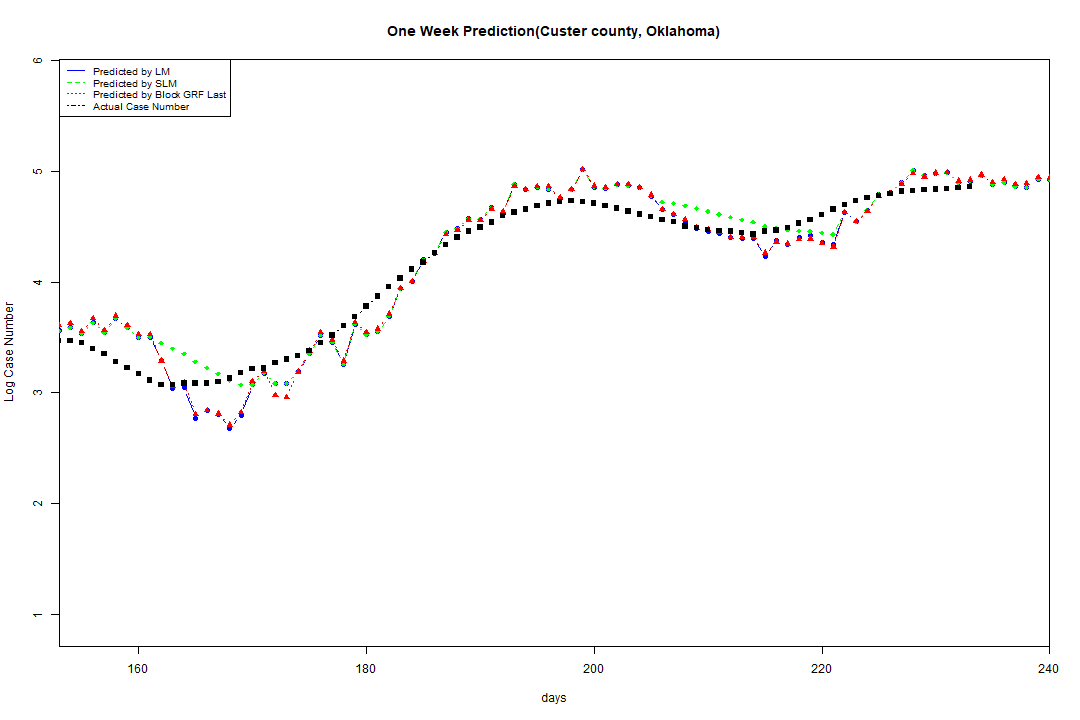 One Week Prediction(Custer county, Oklahoma)
Predicted by LM
Predicted by SLM
Predicted by Block GRF Last
Actual Case Number
6
5
4
3
2
1
Log Case Number
160
180
200
220
240
days